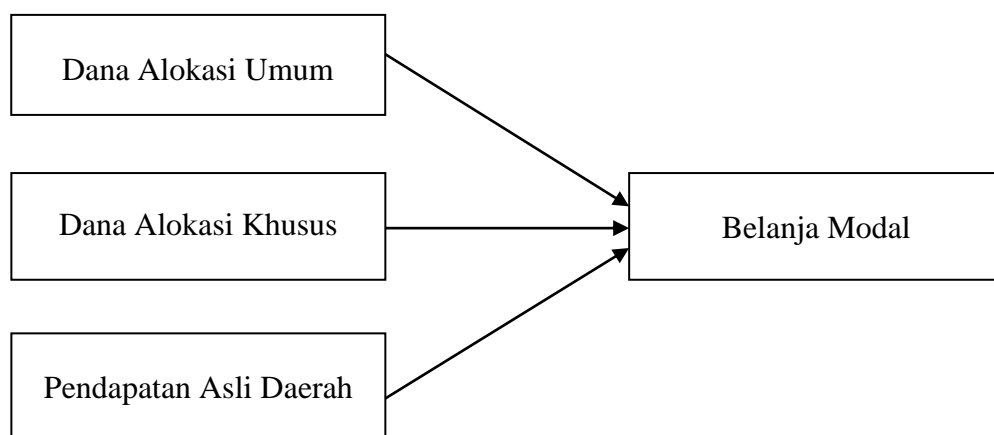 Dana Alokasi Umum
Dana Alokasi Khusus
Belanja Modal
Pendapatan Asli Daerah